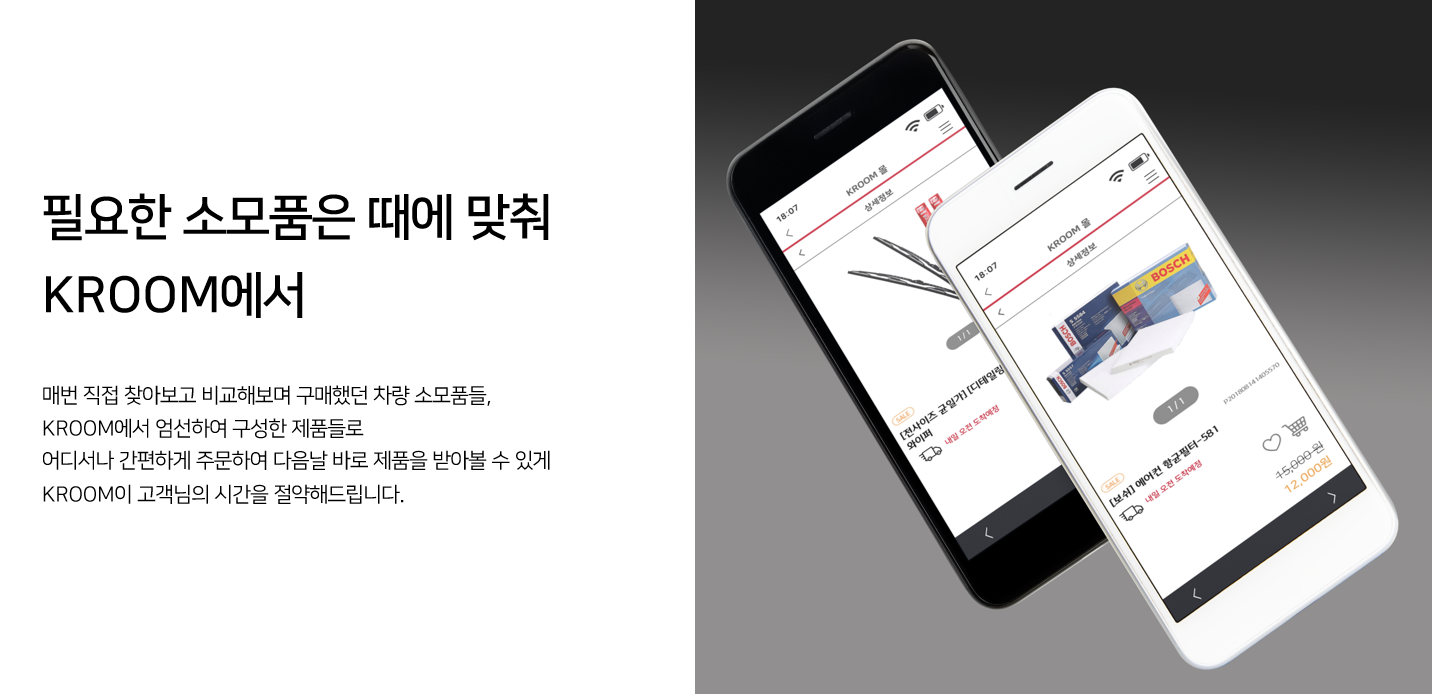 필요한 소모품은 때에 맞춰
KROOM에서
매번 직접 찾아보고 비교해보며 구매했던 차량 소모품들,
KROOM에서 엄선하여 구성한 제품들로
어디서나 간편하게 주문하여 다음날 바로 제품을 받아볼 수 있게
KROOM이 고객님의 시간을 절약해드립니다.
18:07
KROOM 몰
상세정보
1/1
SALE
[전사이즈 균일가] [디테일링
와이퍼
내일 오전 도착예정
18:07
KROOM 몰
상세정보
BOSCH
S 5584
BOSCH
1/1
P201808141405570
SALE
[보쉬] 에어컨 항균필터-581
내일 오전 도착예정
15,000 원
12,000원